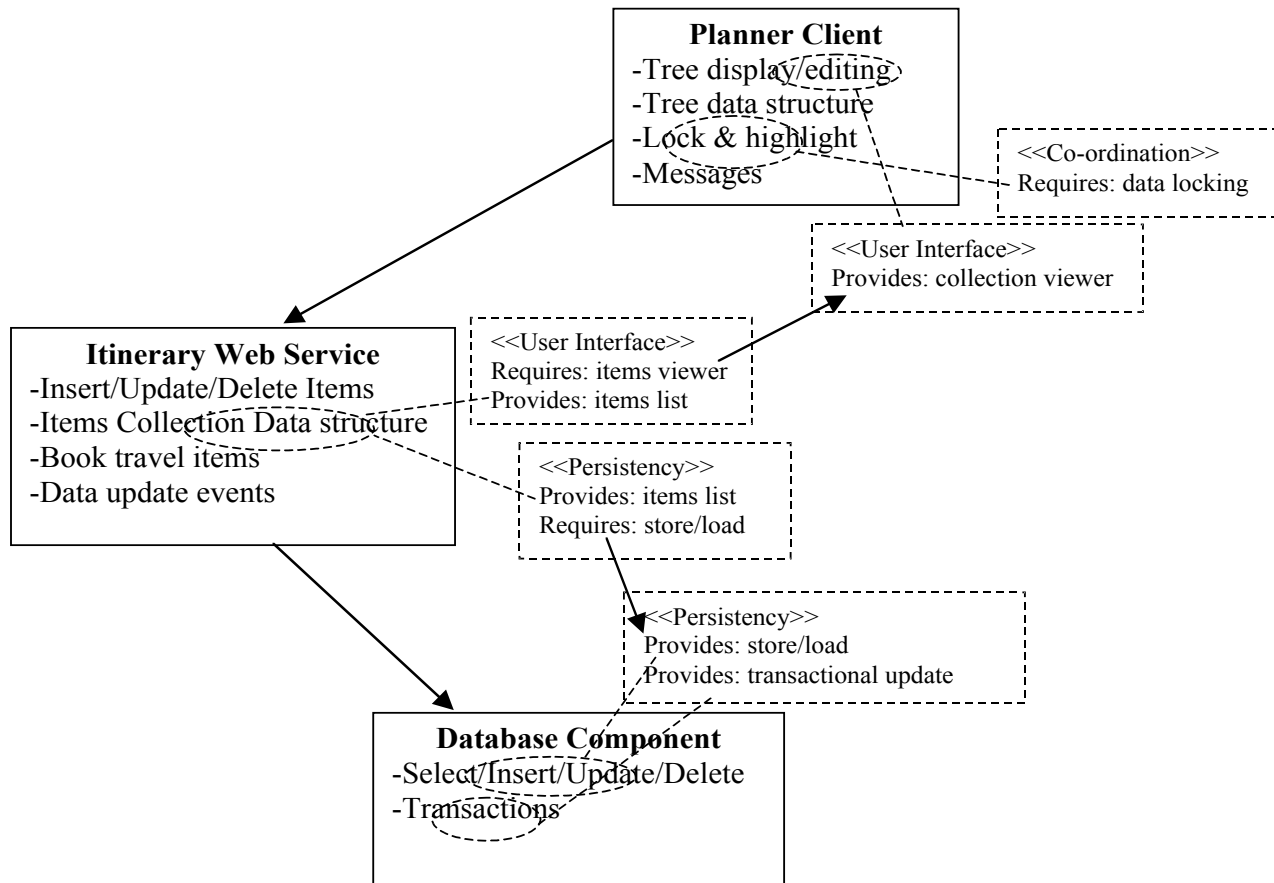 Planner Client
-Tree display/editing
-Tree data structure
-Lock & highlight
-Messages
<<Co-ordination>>
Requires: data locking
<<User Interface>>
Provides: collection viewer
<<User Interface>>
Requires: items viewer
Provides: items list
Itinerary Web Service
-Insert/Update/Delete Items
-Items Collection Data structure
-Book travel items
-Data update events
<<Persistency>>
Provides: items list
Requires: store/load
<<Persistency>>
Provides: store/load
Provides: transactional update
Database Component
-Select/Insert/Update/Delete
-Transactions